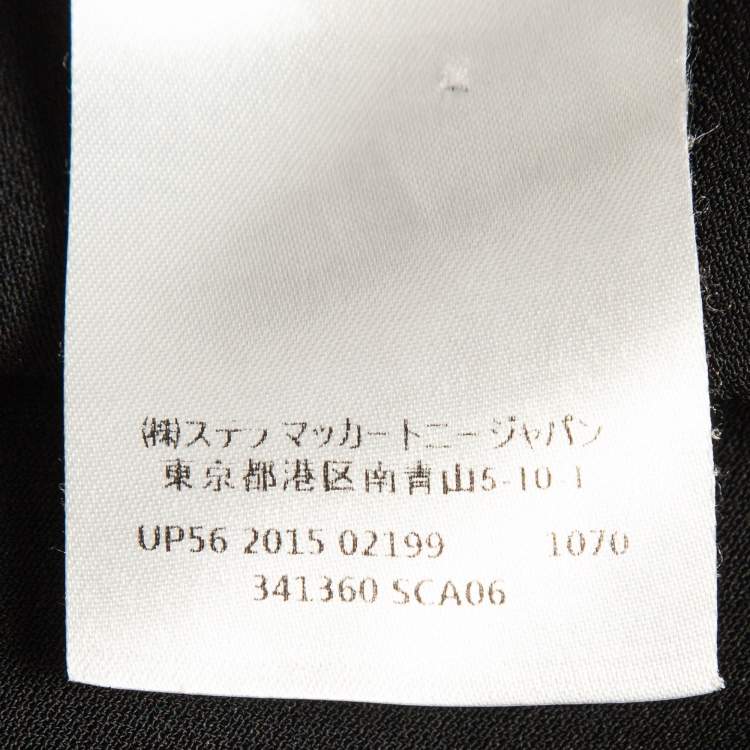 (株)ステラ マッカートニー ジャパン
東京都港区南青山5-10-1
UP56 2015 02199 1070
341360 SCA06